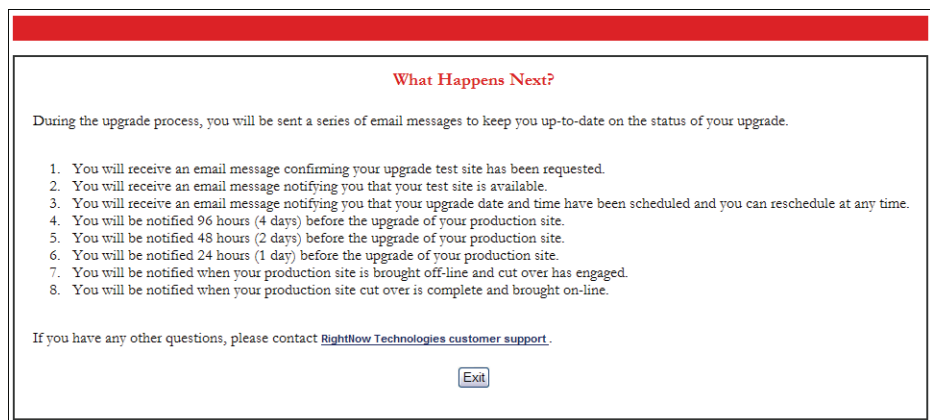 What Happens Next?
During the upgrade process, you will be sent a series of email messages to keep you up-to-date on the status of your upgrade.
1. You will receive an email message confirming your upgrade test site has been requested.
2. You will receive an email message notifying you that your test site is available.
3. You will receive an email message notifying you that your upgrade date and time have been scheduled and you can reschedule at any time.
4. You will be notified 96 hours (4 days) before the upgrade of your production site.
5. You will be notified 48 hours (2 days) before the upgrade of your production site.
6. You will be notified 24 hours (1 day) before the upgrade of your production site.
7. You will be notified when your production site is brought off-line and cut over has engaged.
8. You will be notified when your production site cut over is complete and brought on-line.
If you have any other questions, please contact RightNow Technologies customer support .
Exit